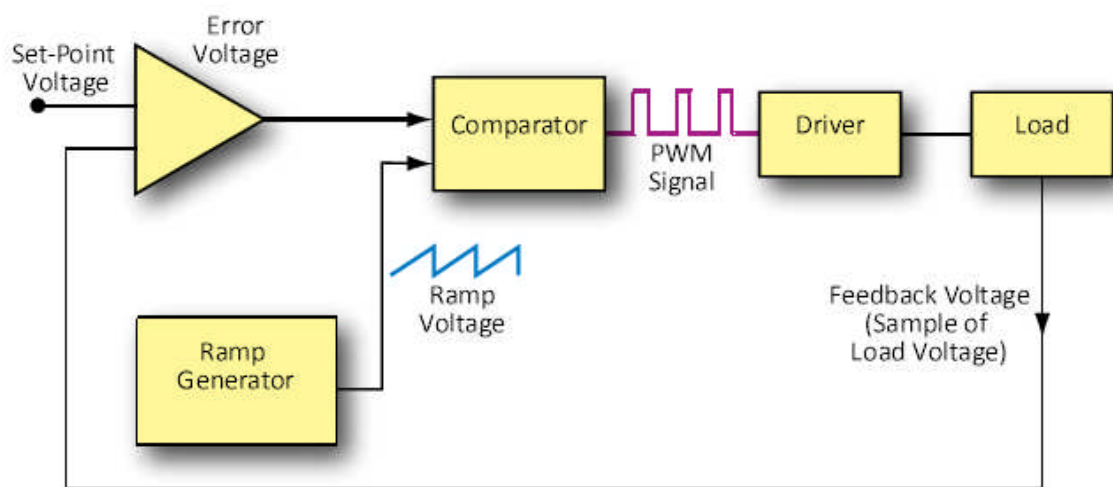 Set-Point
Voltage
Error
Voltage
Comparator
PWM
Signal
Driver
Load
Ramp
Voltage
Ramp
Generator
Feedback Voltage
(Sample of
Load Voltage)